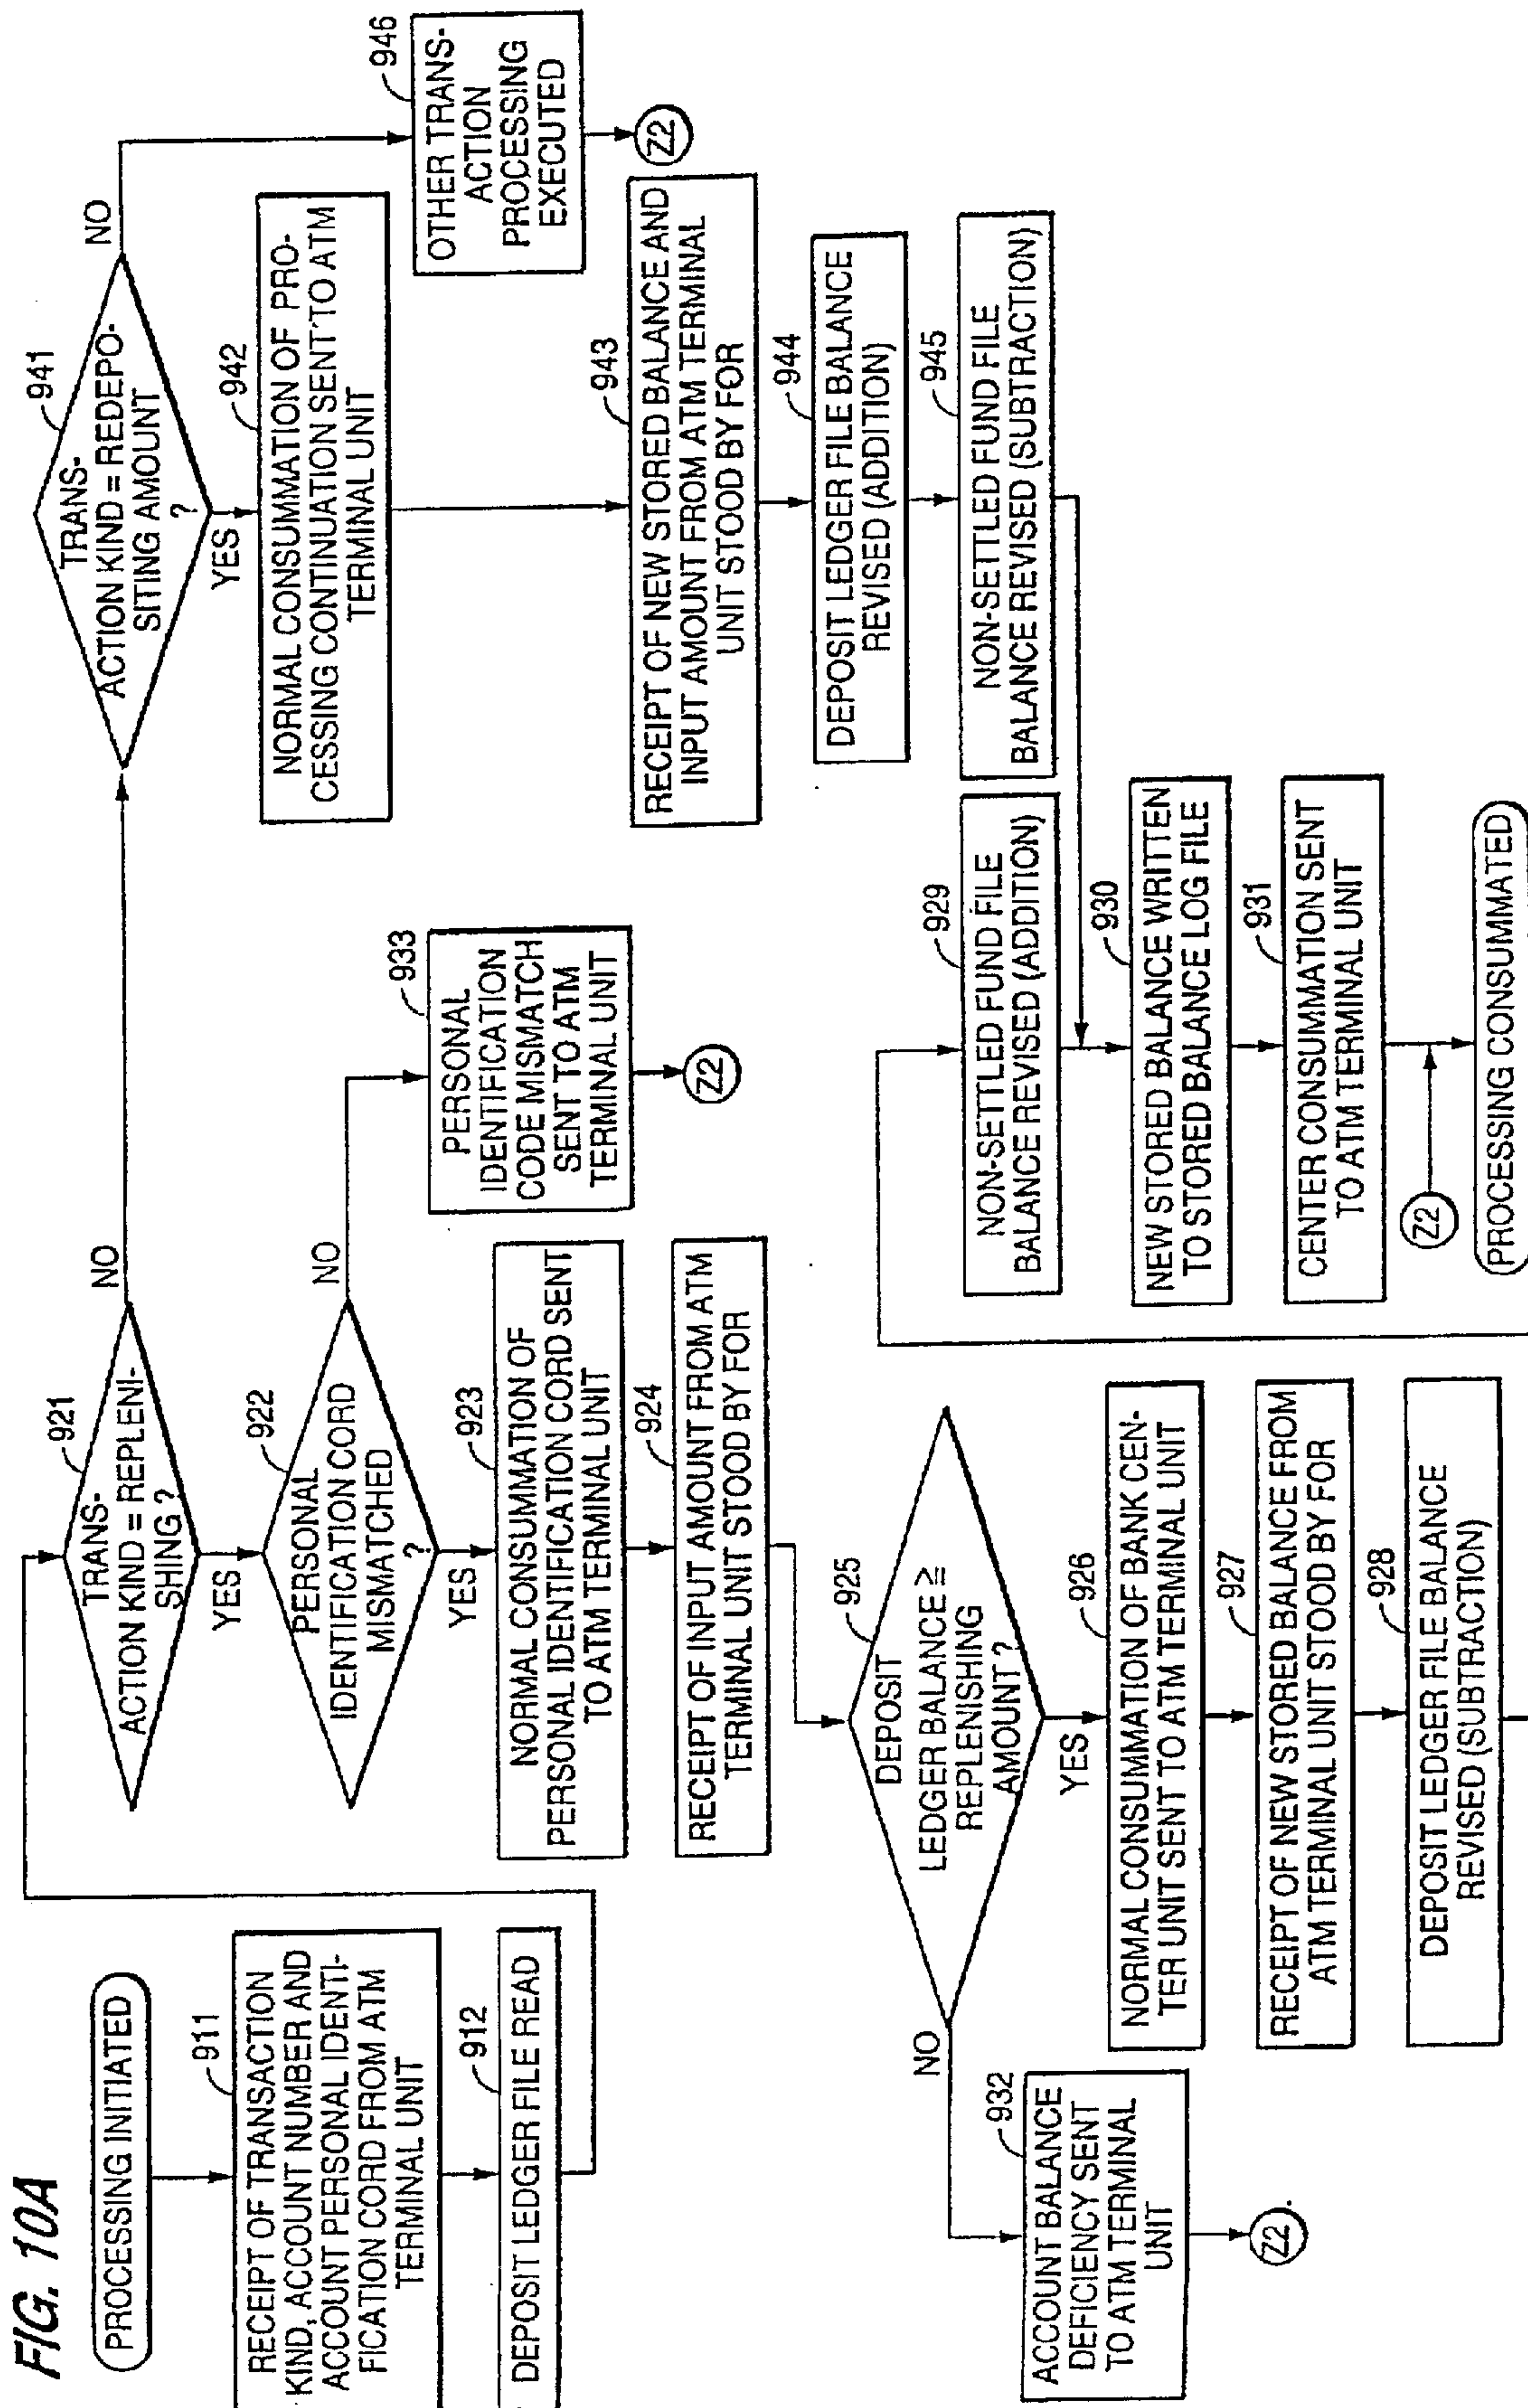 FIG. 10A
PROCESSING INITIATED
911
RECEIPT OF TRANSACTION
KIND, ACCOUNT NUMBER AND
ACCOUNT PERSONAL IDENTI-
FICATION CORD FROM ATM
TERMINAL UNIT
912
DEPOSIT LEDGER FILE READ
921
TRANS-
ACTION KIND = REPLENI-
SHING ?
NO
YES
922
PERSONAL
IDENTIFICATION CORD
MISMATCHED
?
NO
YES
923
NORMAL CONSUMMATION OF
PERSONAL IDENTIFICATION CORD SENT
TO ATM TERMINAL UNIT
924
RECEIPT OF INPUT AMOUNT FROM ATM
TERMINAL UNIT STOOD BY FOR
925
DEPOSIT
LEDGER BALANCE ≧
REPLENISHING
AMOUNT ?
NO
YES
932
ACCOUNT BALANCE
DEFICIENCY SENT
TO ATM TERMINAL
UNIT
Z2
926
NORMAL CONSUMMATION OF BANK CEN-
TER UNIT SENT TO ATM TERMINAL UNIT
927
RECEIPT OF NEW STORED BALANCE FROM
ATM TERMINAL UNIT STOOD BY FOR
928
DEPOSIT LEDGER FILE BALANCE
REVISED (SUBTRACTION)
933
PERSONAL
IDENTIFICATION
CODE MISMATCH
SENT TO ATM
TERMINAL UNIT
Z2
929
NON-SETTLED FUND FILE
BALANCE REVISED (ADDITION)
930
NEW STORED BALANCE WRITTEN
TO STORED BALANCE LOG FILE
931
CENTER CONSUMMATION SENT
TO ATM TERMINAL UNIT
Z2
PROCESSING CONSUMMATED
941
TRANS-
ACTION KIND = REDEPO-
SITING AMOUNT
?
NO
YES
942
NORMAL CONSUMMATION OF PRO-
CESSING CONTINUATION SENT TO ATM
TERMINAL UNIT
943
RECEIPT OF NEW STORED BALANCE AND
INPUT AMOUNT FROM ATM TERMINAL
UNIT STOOD BY FOR
944
DEPOSIT LEDGER FILE BALANCE
REVISED (ADDITION)
945
NON-SETTLED FUND FILE
BALANCE REVISED (SUBTRACTION)
946
OTHER TRANS-
ACTION
PROCESSING
EXECUTED
Z2